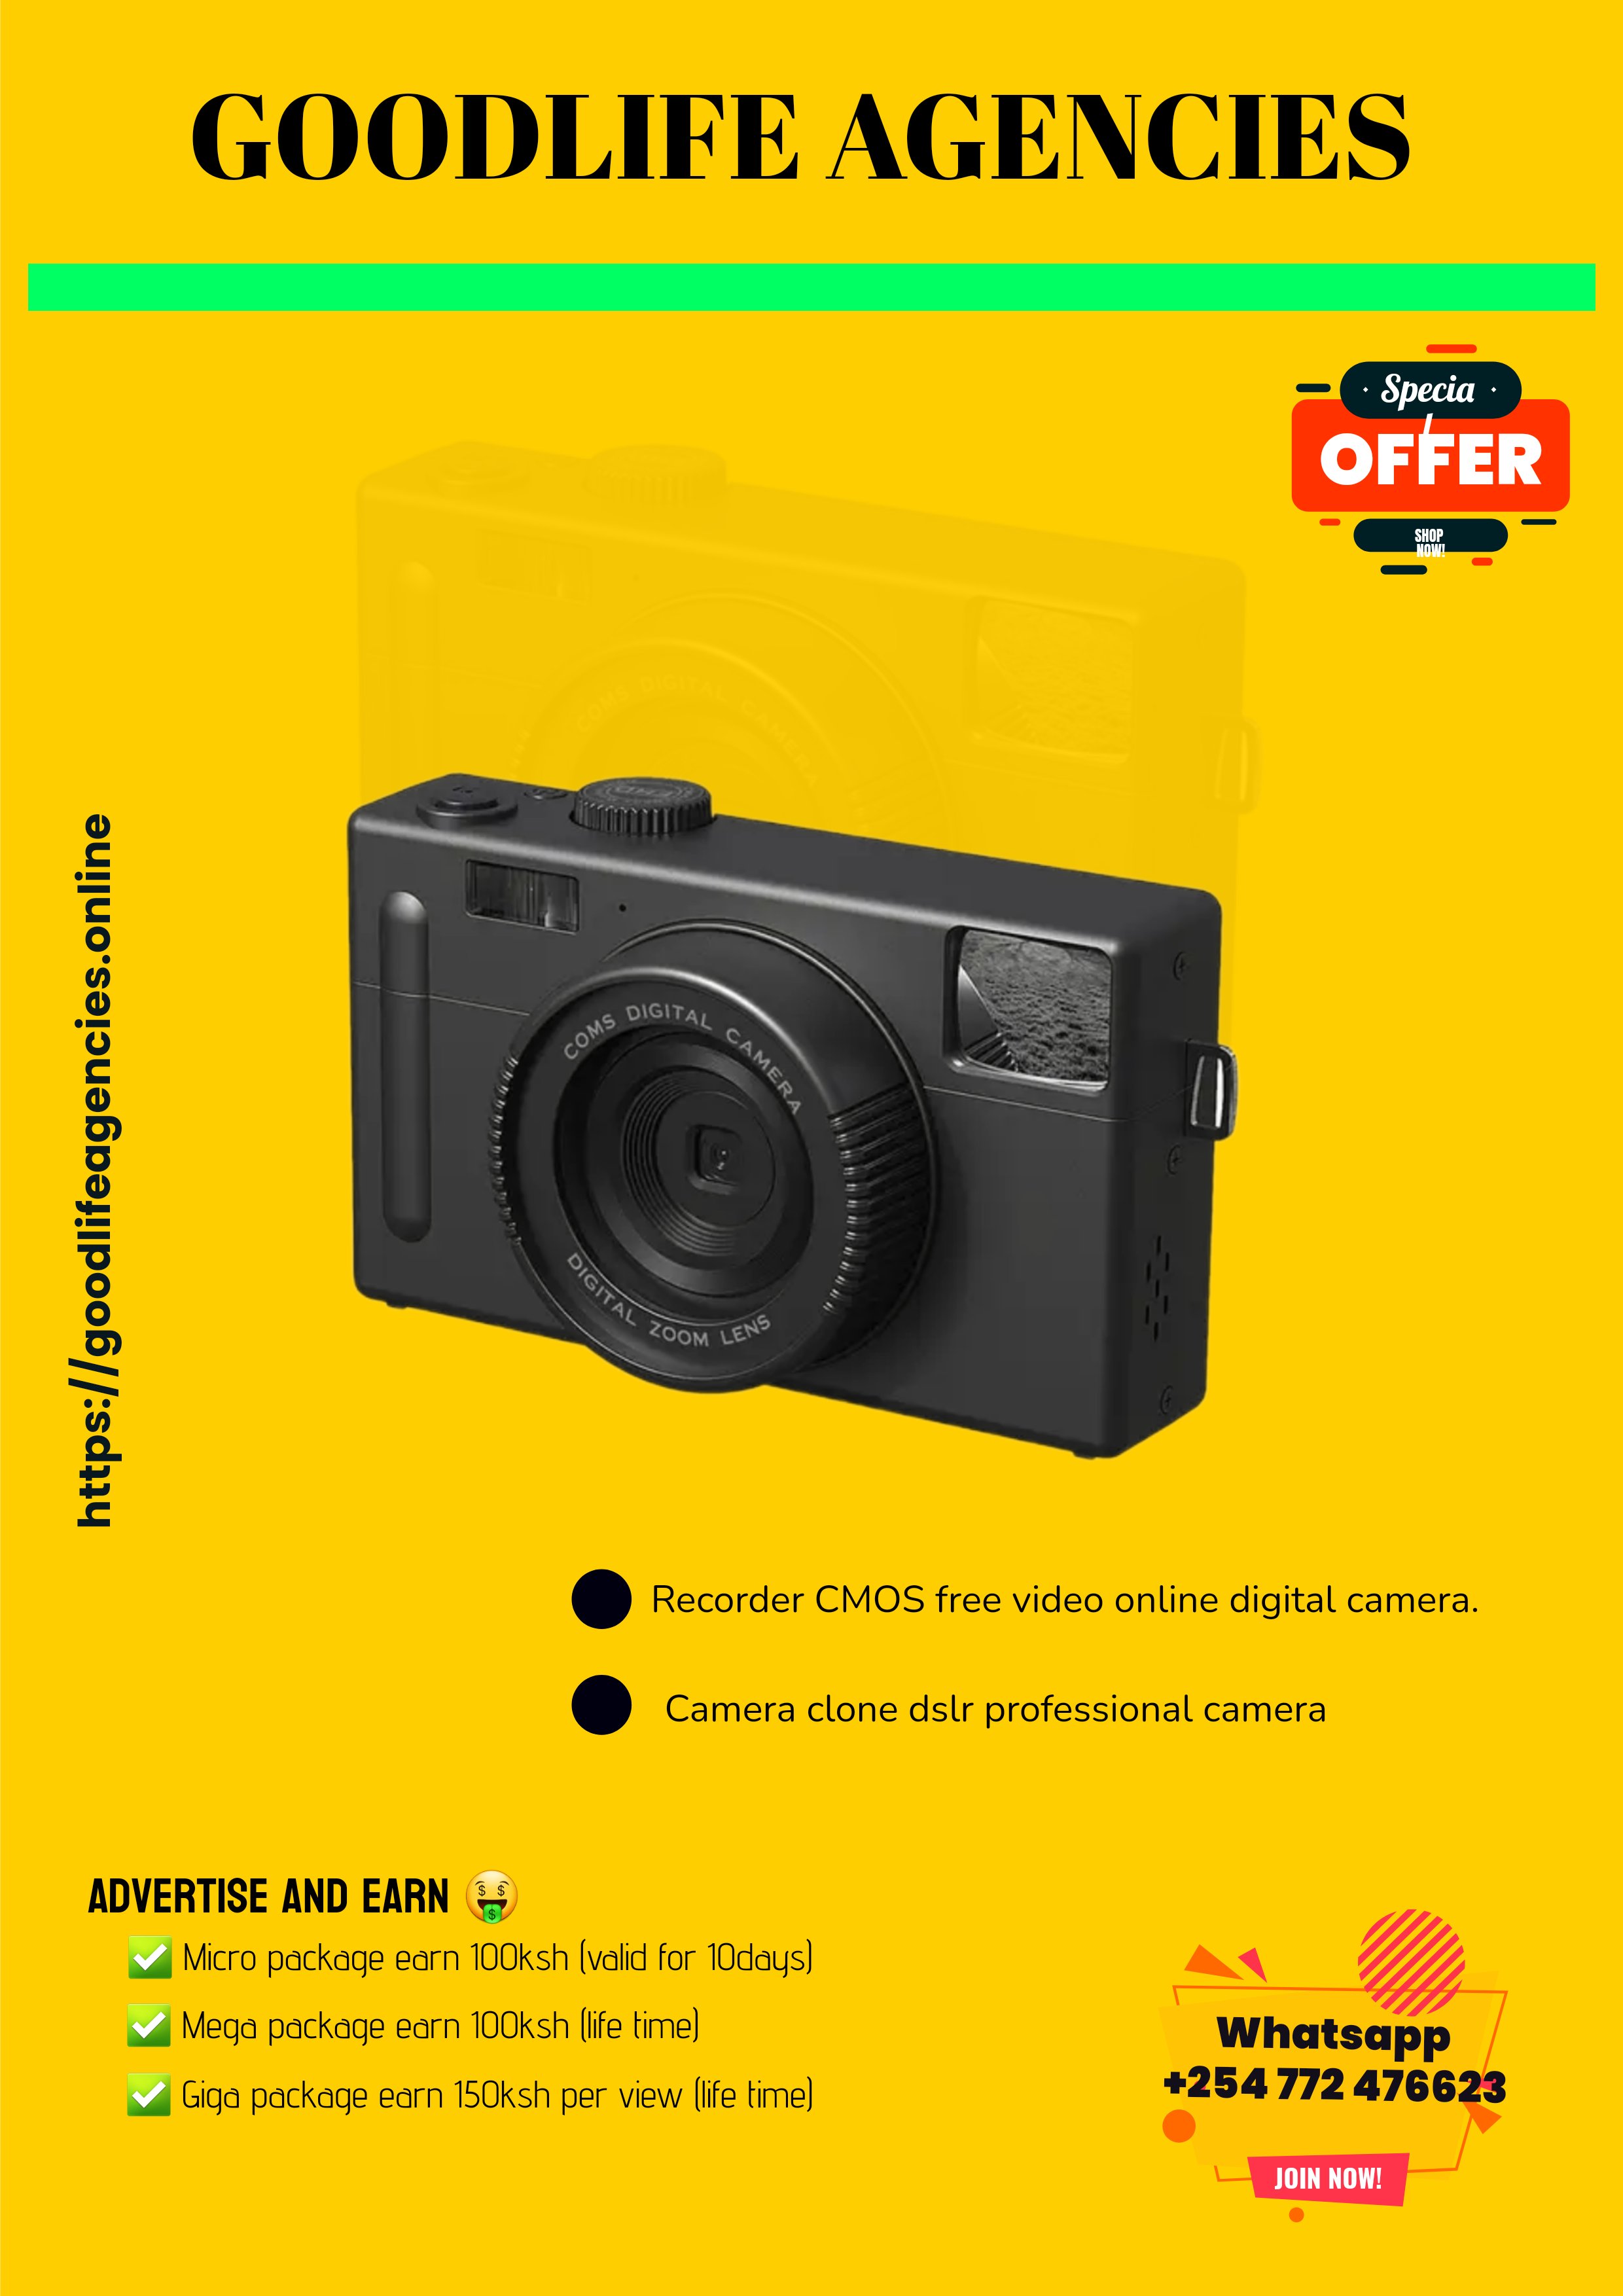 GOODLIFE AGENCIES
Specia
l
OFFER
SHOP
NOW!
https://goodlifeagencies.online
COMS DIGITAL CAMERA
COMS DIGITAL CAMERA
DIGITAL ZOOM LENS
Recorder CMOS free video online digital camera.
Camera clone dslr professional camera
ADVERTISE AND EARN 🤑
✅ Micro package earn 100ksh (valid for 10days)
✅ Mega package earn 100ksh (life time)
✅ Giga package earn 150ksh per view (life time)
Whatsapp
+254 772 476623
JOIN NOW!